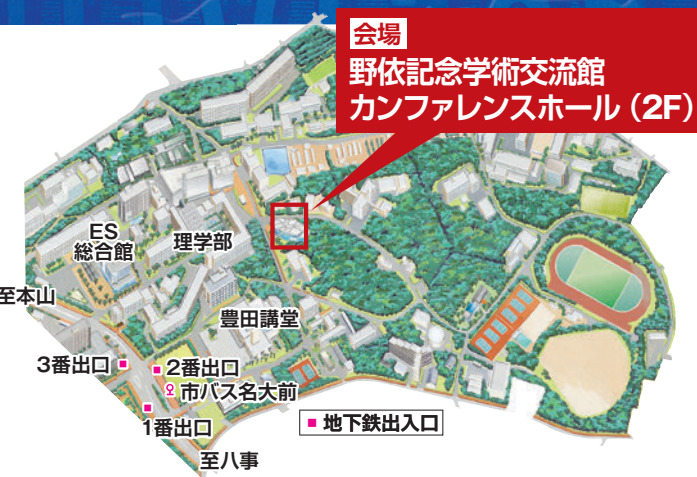 会場
野依記念学術交流館
カンファレンスホール（2F）
ES
総合館
理学部
至本山
豊田講堂
3番出口
2番出口
市バス名大前
1番出口
地下鉄出入口
至八事